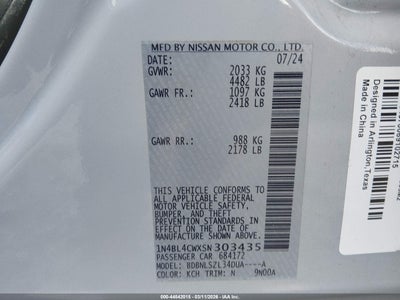 MFD BY NISSAN MOTOR CO., LTD.
DATE: 07/24
GVWR: 2033 KG
4482 LB
GAWR FR.: 1097 KG
2418 LB
GAWR RR.: 988 KG
2178 LB
THIS VEHICLE CONFORMS
TO ALL APPLICABLE FEDERAL
MOTOR VEHICLE SAFETY, BUMPER
AND THEFT PREVENTION STANDARDS
IN EFFECT ON THE DATE OF
MANUFACTURE SHOWN ABOVE.
1N4BL4CWXSN303435
PASSENGER CAR 684172
MODEL: BDBNLSZL34DUA----A
COLOR: KCH TRIM: N 9N00A
Designed in Arlington,Texas
Made in China
000-44642015 - 03/11/2026 -